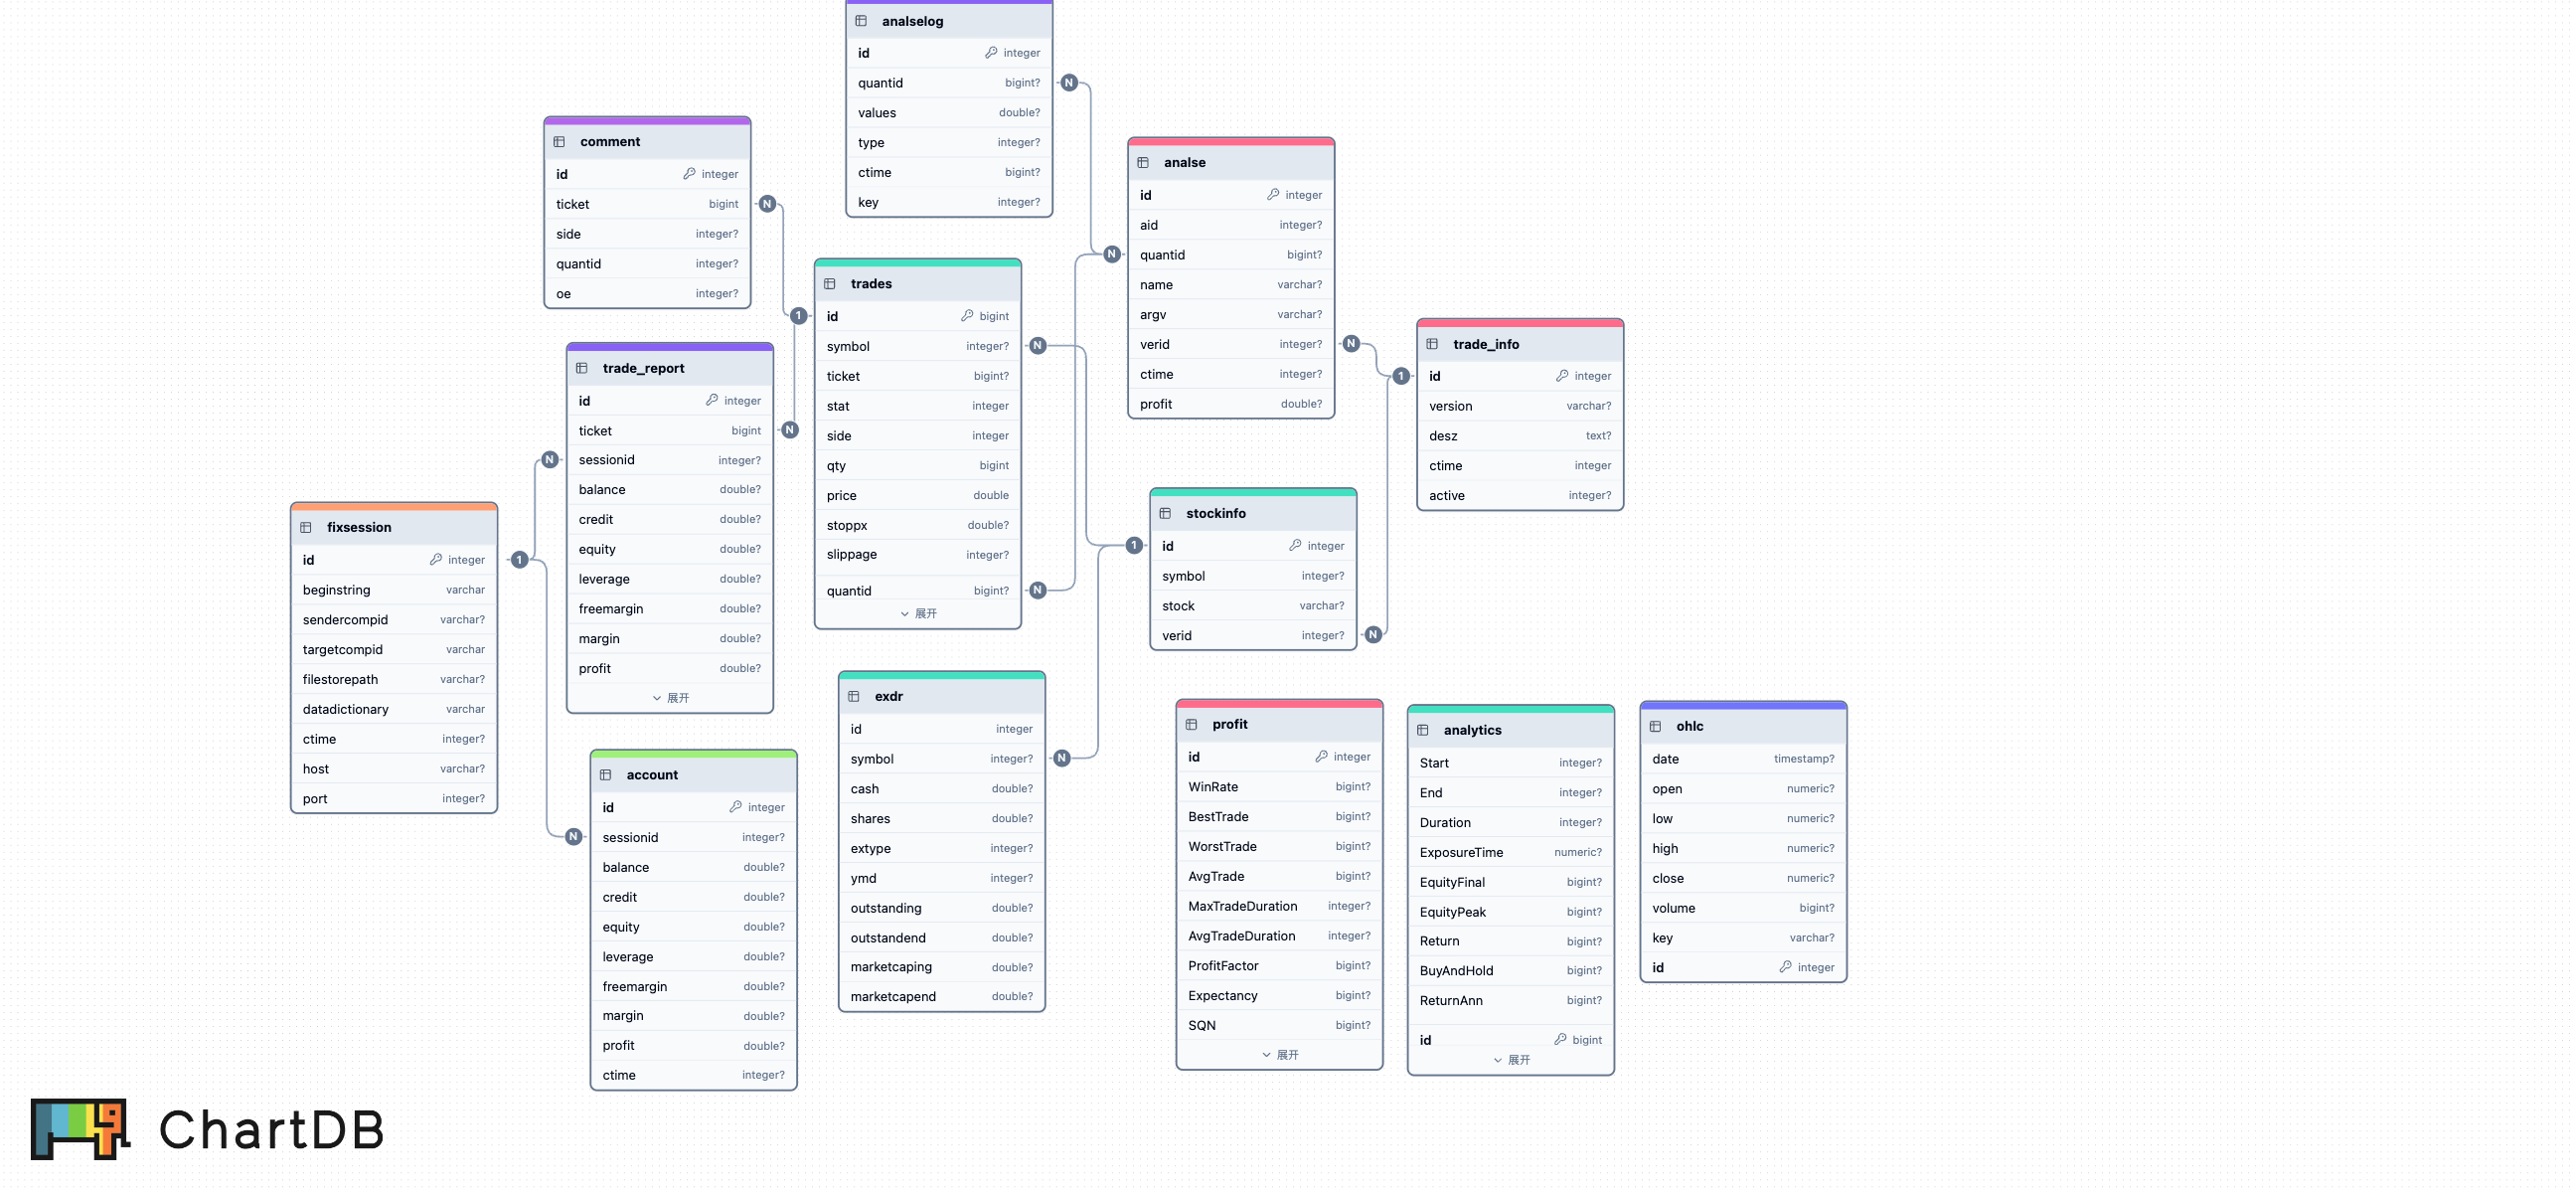 analselog
id integer
quantid bigint?
values double?
type integer?
ctime bigint?
key integer?
N
comment
id integer
ticket bigint
side integer?
quantid integer?
oe integer?
N
analse
id integer
aid integer?
quantid bigint?
name varchar?
argv varchar?
verid integer?
ctime integer?
profit double?
N
N
trades
id bigint
symbol integer?
ticket bigint?
stat integer
side integer
qty bigint
price double
stoppx double?
slippage integer?
quantid bigint?
展开
1
N
N
trade_info
id integer
version varchar?
desz text?
ctime integer
active integer?
1
trade_report
id integer
ticket bigint
sessionid integer?
balance double?
credit double?
equity double?
leverage double?
freemargin double?
margin double?
profit double?
展开
N
N
stockinfo
id integer
symbol integer?
stock varchar?
verid integer?
1
N
fixsession
id integer
beginstring varchar
sendercompid varchar?
targetcompid varchar
filestorepath varchar?
datadictionary varchar
ctime integer?
host varchar?
port integer?
1
exdr
id integer
symbol integer?
cash double?
shares double?
extype integer?
ymd integer?
outstanding double?
outstandend double?
marketcaping double?
marketcapend double?
N
account
id integer
sessionid integer?
balance double?
credit double?
equity double?
leverage double?
freemargin double?
margin double?
profit double?
ctime integer?
N
profit
id integer
WinRate bigint?
BestTrade bigint?
WorstTrade bigint?
AvgTrade bigint?
MaxTradeDuration integer?
AvgTradeDuration integer?
ProfitFactor bigint?
Expectancy bigint?
SQN bigint?
展开
analytics
Start integer?
End integer?
Duration integer?
ExposureTime numeric?
EquityFinal bigint?
EquityPeak bigint?
Return bigint?
BuyAndHold bigint?
ReturnAnn bigint?
id bigint
展开
ohlc
date timestamp?
open numeric?
low numeric?
high numeric?
close numeric?
volume bigint?
key varchar?
id integer
ChartDB